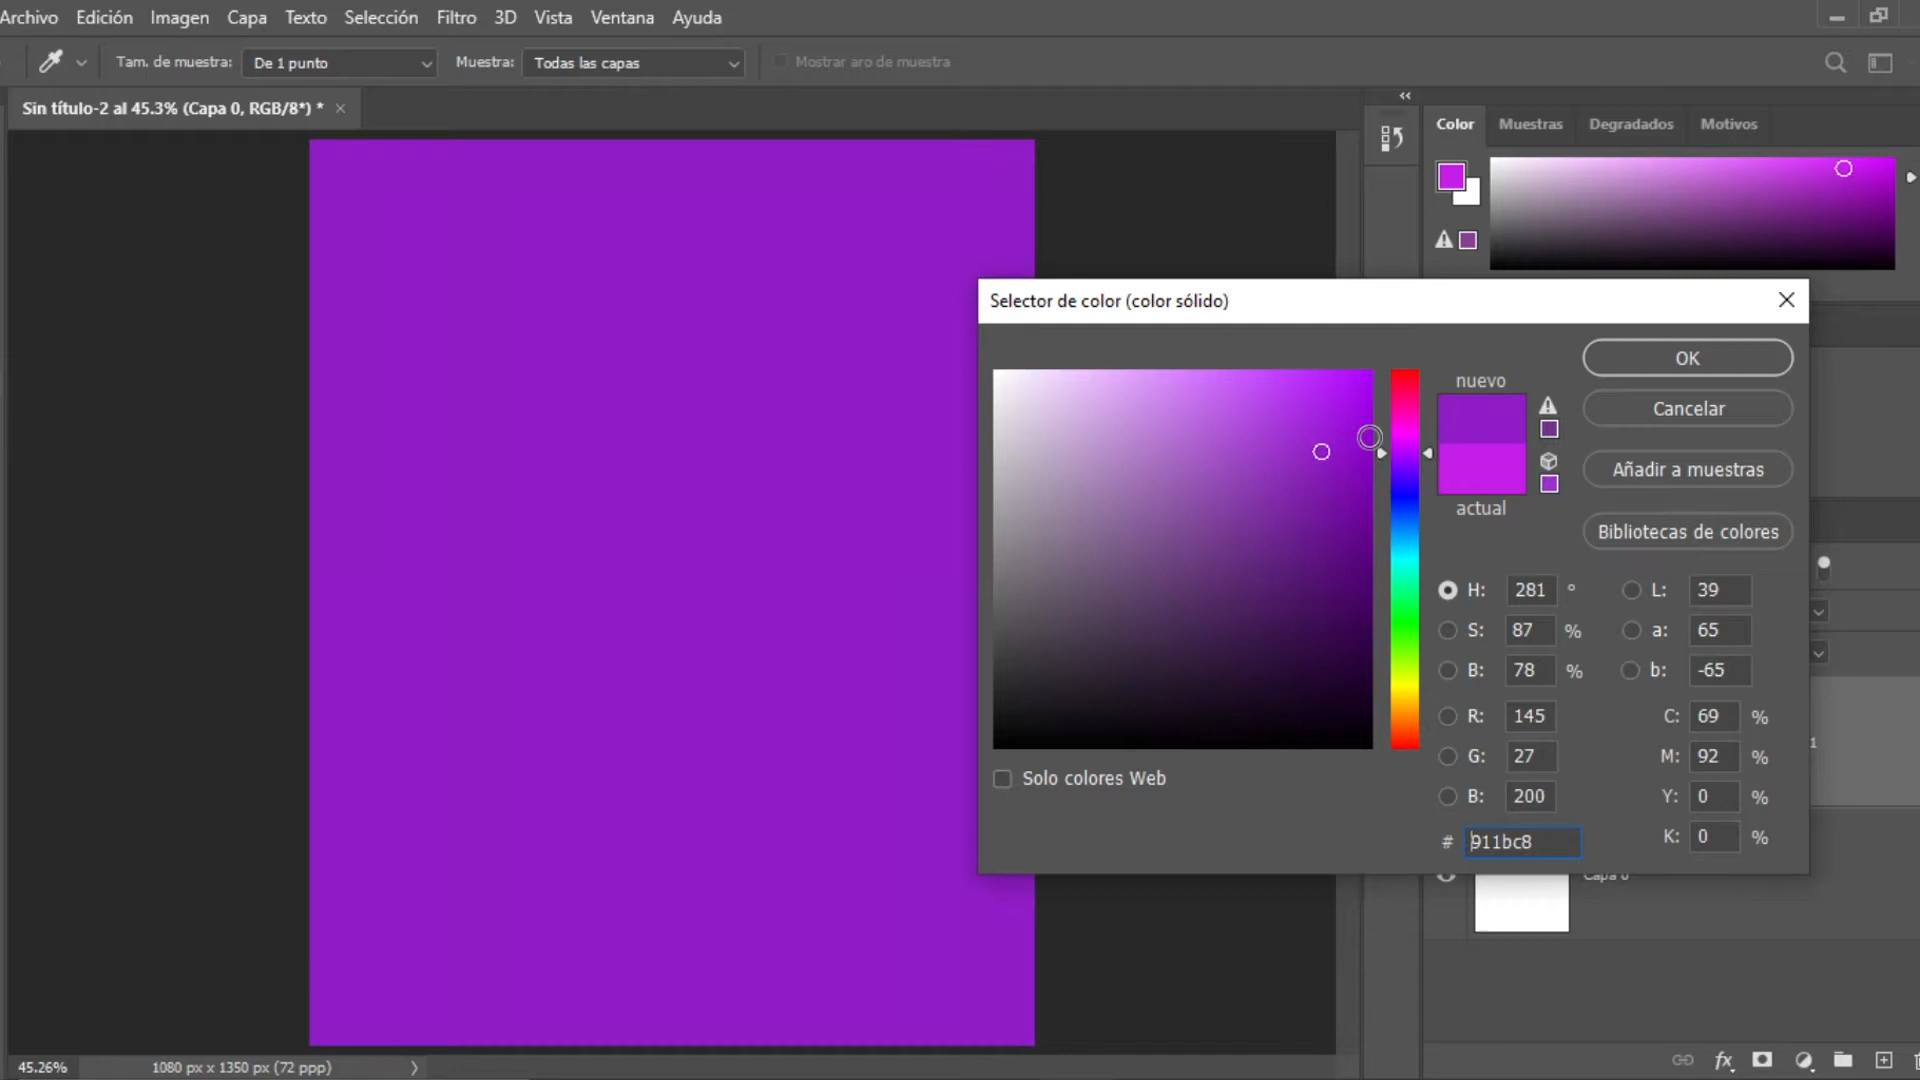 Archivo Edición Imagen Capa Texto Selección Filtro 3D Vista Ventana Ayuda
Tam. de muestra: De 1 punto Muestra: Todas las capas Mostrar aro de muestra
Sin título-2 al 45.3% (Capa 0, RGB/8*) * ×
Color Muestras Degradados Motivos
Selector de color (color sólido)
OK
nuevo
Cancelar
Añadir a muestras
actual
Bibliotecas de colores
H: 281 ° L: 39
S: 87 % a: 65
B: 78 % b: -65
R: 145 C: 69 %
G: 27 M: 92 %
1
Solo colores Web
B: 200 Y: 0 %
# 911bc8 K: 0 %
Capa 0
45.26% 1080 px x 1350 px (72 ppp)
fx